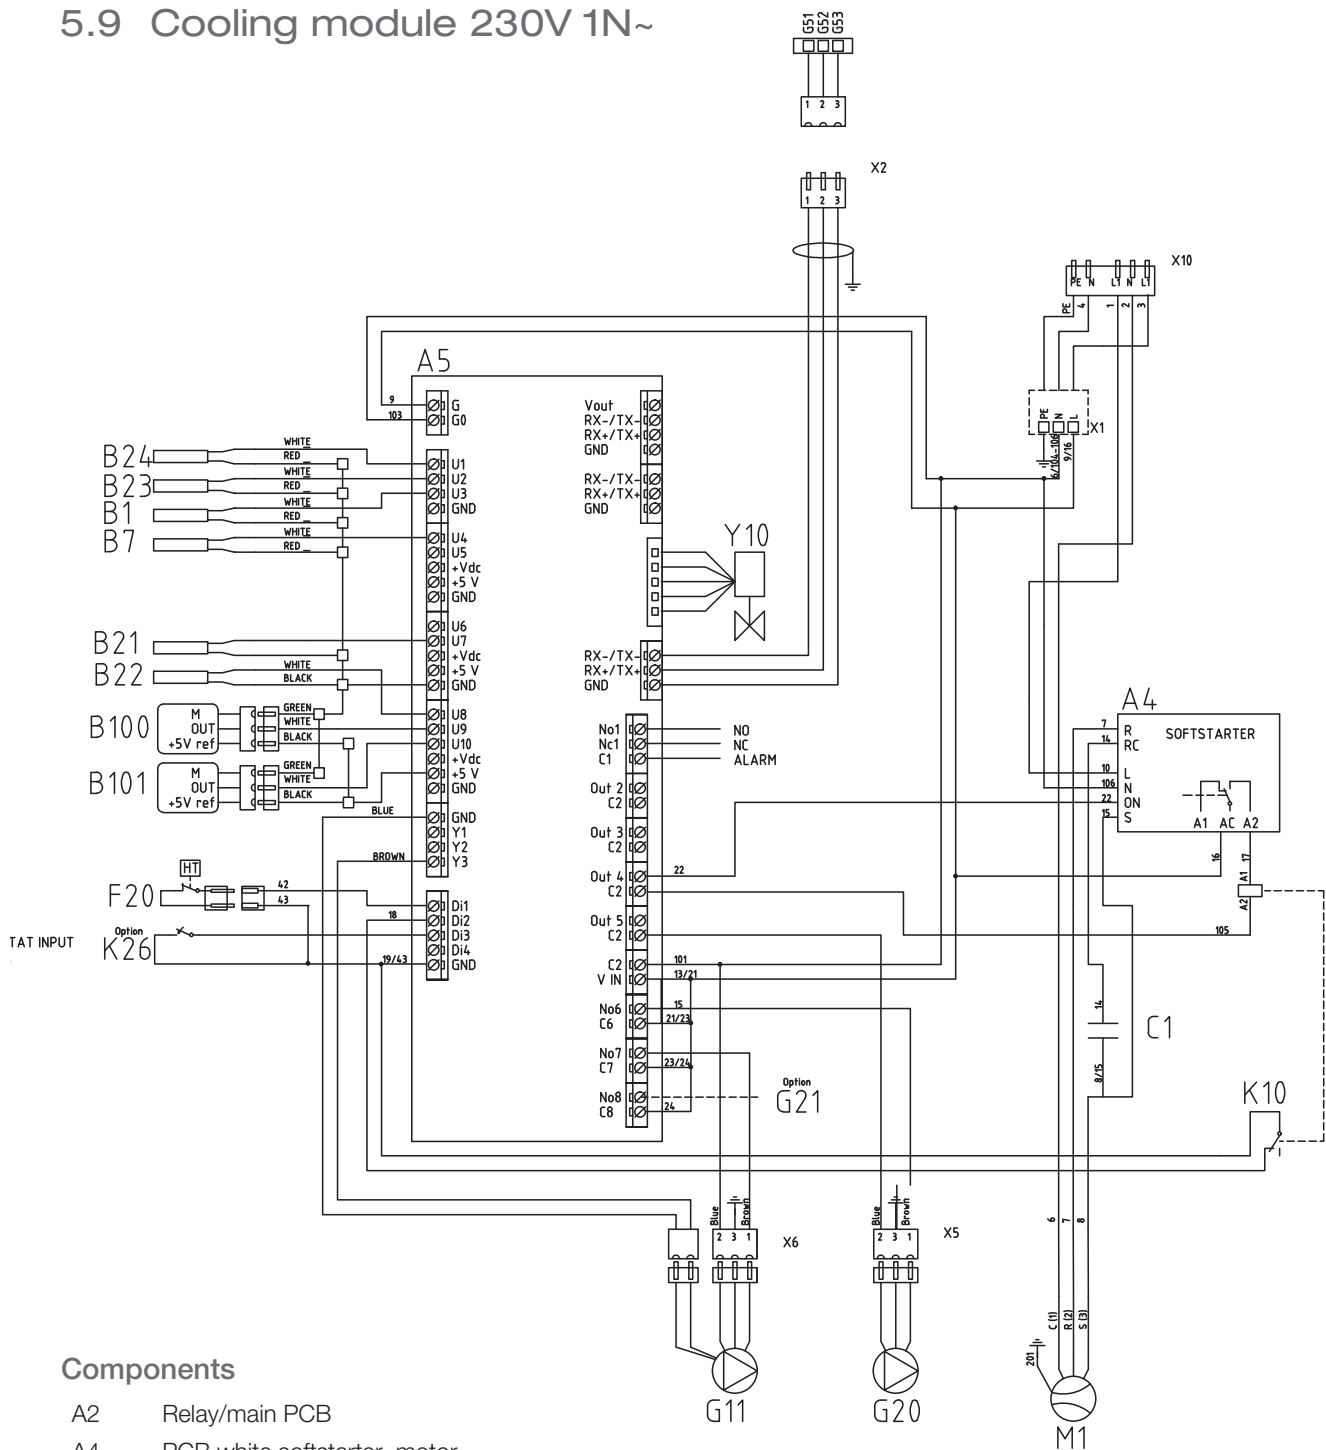 5.9 Cooling module 230V 1N~
G51 G52 G53
1 2 3
X2
1 2 3
X10
PE N L1 N L1
PE 4 1 2 3
A5
9
103
G
G0
Vout
RX-/TX-
RX+/TX+
GND
RX-/TX-
RX+/TX+
GND
PE N L
X1
6/104-106
9/16
B24
WHITE
RED
B23
WHITE
RED
B1
WHITE
RED
B7
WHITE
RED
U1
U2
U3
GND
U4
U5
+Vdc
+5 V
GND
Y10
B21
B22
WHITE
BLACK
U6
U7
+Vdc
+5 V
GND
RX-/TX-
RX+/TX+
GND
B100
M
OUT
+5V ref
GREEN
WHITE
BLACK
B101
M
OUT
+5V ref
GREEN
WHITE
BLACK
U8
U9
U10
+Vdc
+5 V
GND
No1
Nc1
C1
NO
NC
ALARM
Out 2
C2
Out 3
C2
Out 4
C2
22
Out 5
C2
C2
V IN
101
13/21
No6
C6
15
21/23
No7
C7
23/24
No8
C8
24
Option
G21
BLUE
BROWN
GND
Y1
Y2
Y3
HT
F20
42
43
18
TAT INPUT
Option
K26
19/43
Di1
Di2
Di3
Di4
GND
A4
SOFTSTARTER
7 R
14 RC
10 L
106 N
22 ON
15 S
A1 AC A2
16
17
A1
A2
105
14
C1
8/15
K10
Blue
Brown
2 3 1
X6
Blue
Brown
2 3 1
X5
6 7 8
C (1)
R (2)
S (3)
201
G11
G20
M1
Components
A2 Relay/main PCB
A4 PCB white softstarter, motor